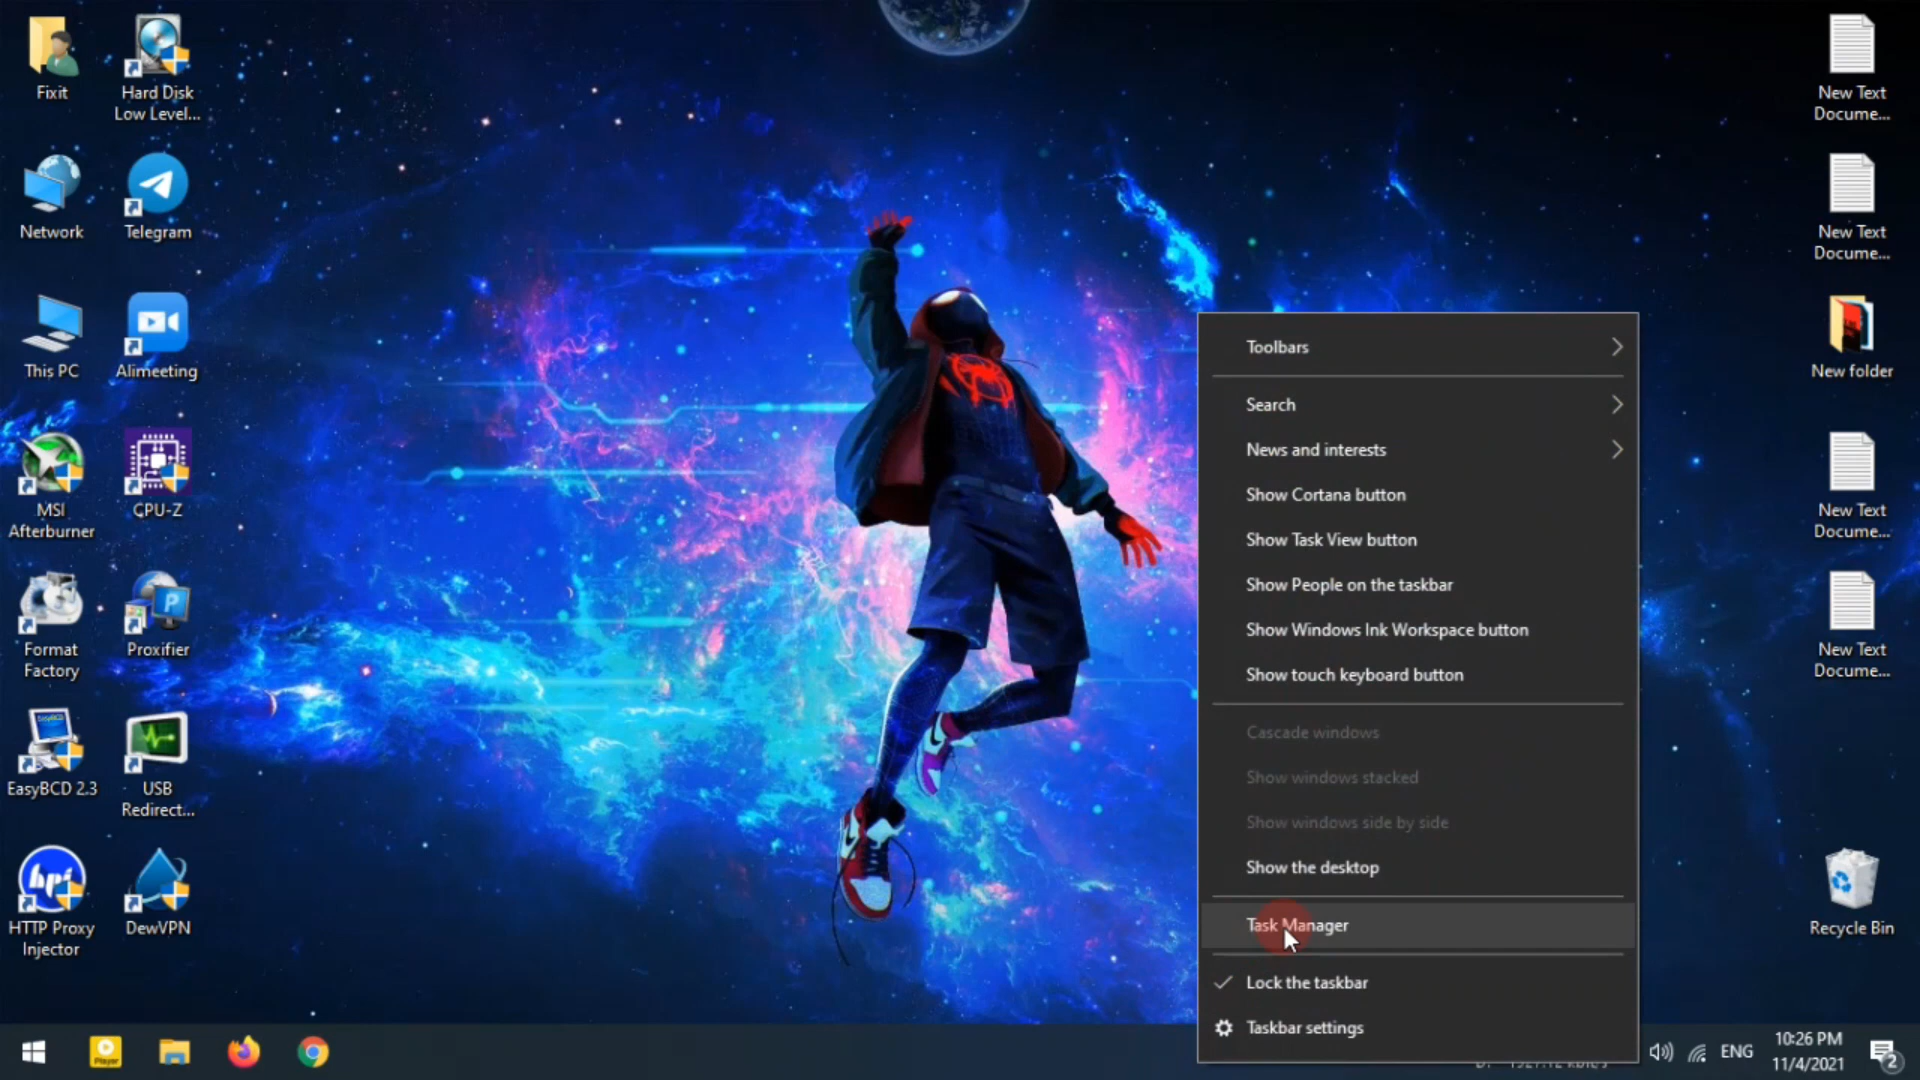 Fixit
Hard Disk
Low Level...
Network
Telegram
This PC
Alimeeting
MSI
Afterburner
CPU-Z
Format
Factory
Proxifier
EasyBCD 2.3
USB
Redirect...
HTTP Proxy
Injector
DewVPN
New Text
Docume...
New Text
Docume...
New folder
New Text
Docume...
New Text
Docume...
Recycle Bin
Toolbars
Search
News and interests
Show Cortana button
Show Task View button
Show People on the taskbar
Show Windows Ink Workspace button
Show touch keyboard button
Cascade windows
Show windows stacked
Show windows side by side
Show the desktop
Task Manager
Lock the taskbar
Taskbar settings
Player
ENG
10:26 PM
11/4/2021
2
hpi
P
EasyBCD